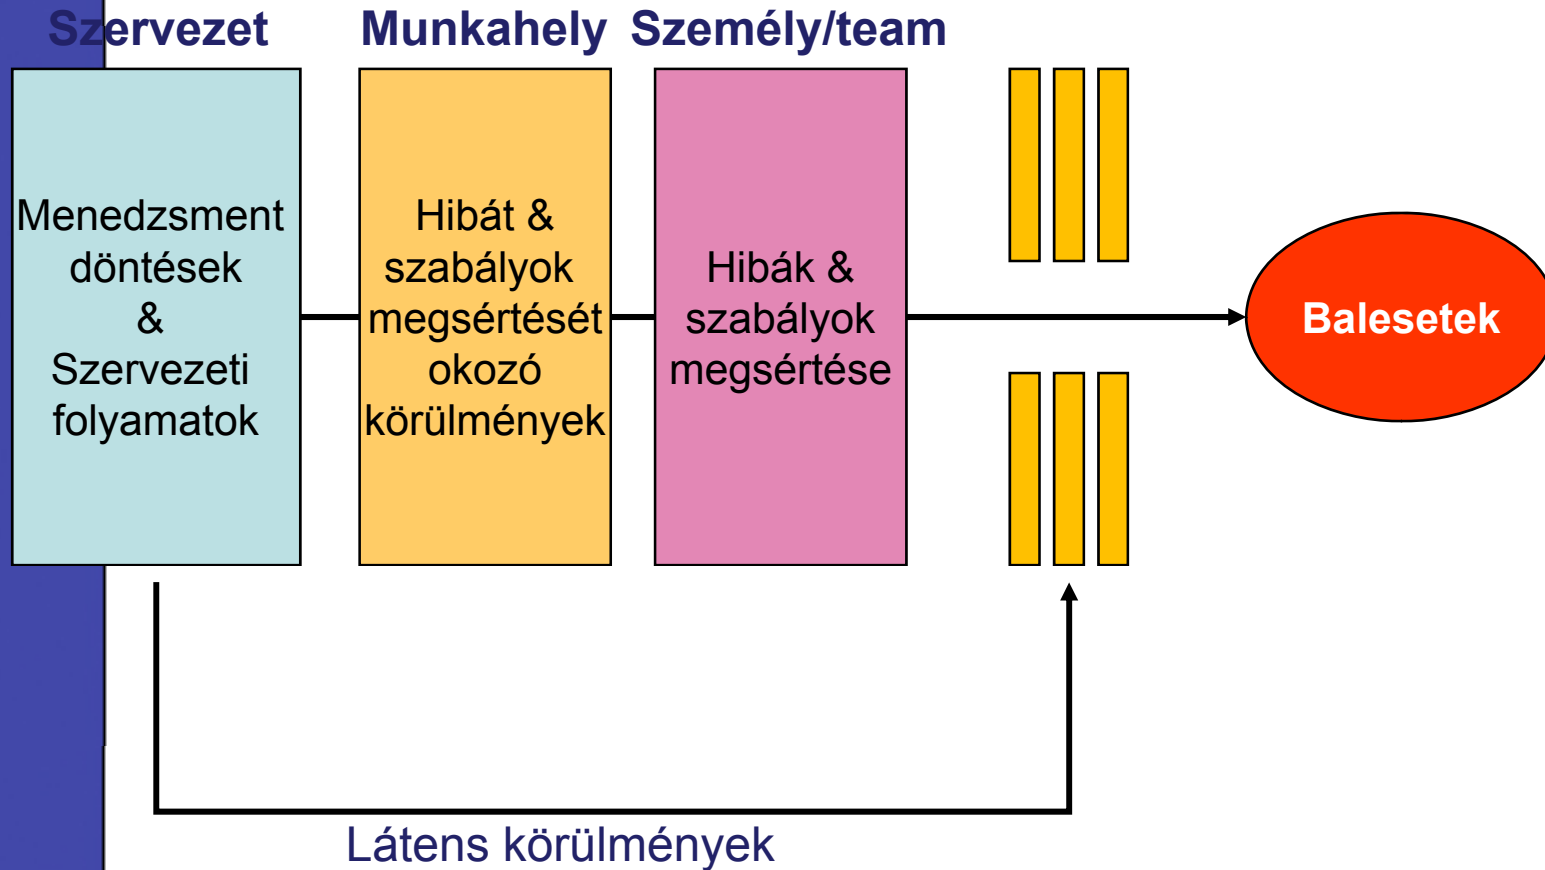 Szervezet
Munkahely
Személy/team
Menedzsment
döntések
&
Szervezeti
folyamatok
Hibát &
szabályok
megsértését
okozó
körülmények
Hibák &
szabályok
megsértése
Balesetek
Látens körülmények